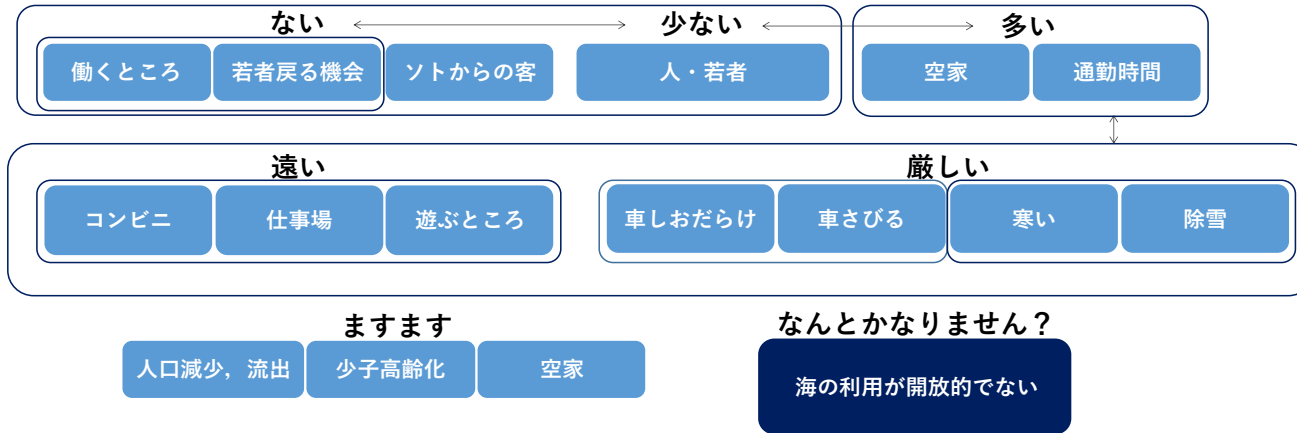 ない
少ない
多い
働くところ
若者戻る機会
ソトからの客
人・若者
空家
通勤時間
遠い
厳しい
コンビニ
仕事場
遊ぶところ
車しおだらけ
車さびる
寒い
除雪
ますます
なんとかなりません？
人口減少，流出
少子高齢化
空家
海の利用が開放的でない